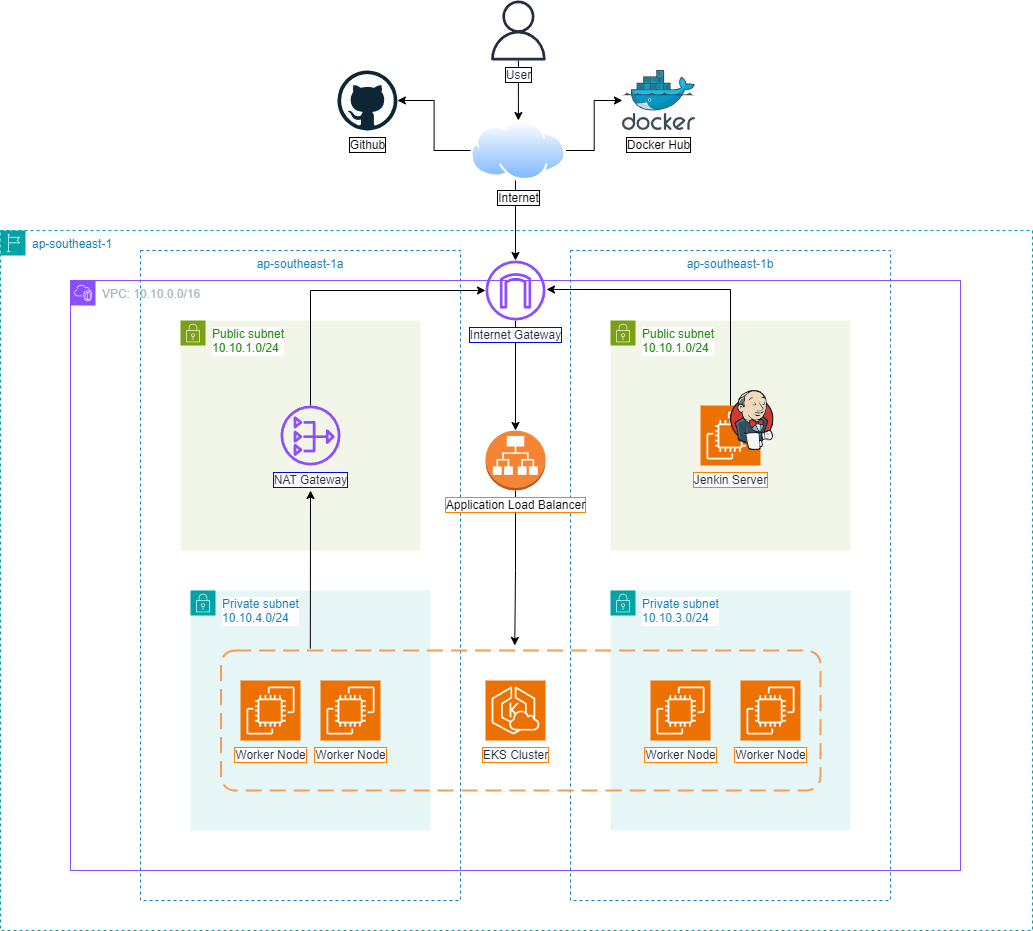 User
Github
docker
Docker Hub
Internet
ap-southeast-1
ap-southeast-1a
ap-southeast-1b
VPC: 10.10.0.0/16
Public subnet
10.10.1.0/24
Internet Gateway
Public subnet
10.10.1.0/24
NAT Gateway
Application Load Balancer
Jenkin Server
Private subnet
10.10.4.0/24
Private subnet
10.10.3.0/24
Worker Node
Worker Node
EKS Cluster
Worker Node
Worker Node